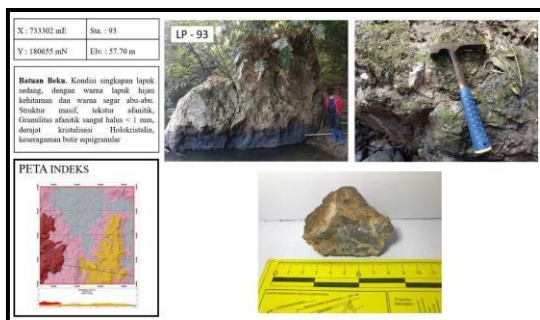 X : 733302 mE
Sta. : 93
Y : 180655 mN
Elv : 57.70 m
Batuan Beku. Kondisi singkapan lapuk
sedang, dengan warna lapuk hijau
kehitaman dan warna segar abu-abu.
Struktur masif, tekstur afanitik,
Granulitas afanitik sangat halus < 1 mm,
derajat kristalisasi Holokristalin,
keseragaman butir equigranular
PETA INDEKS
LP - 93